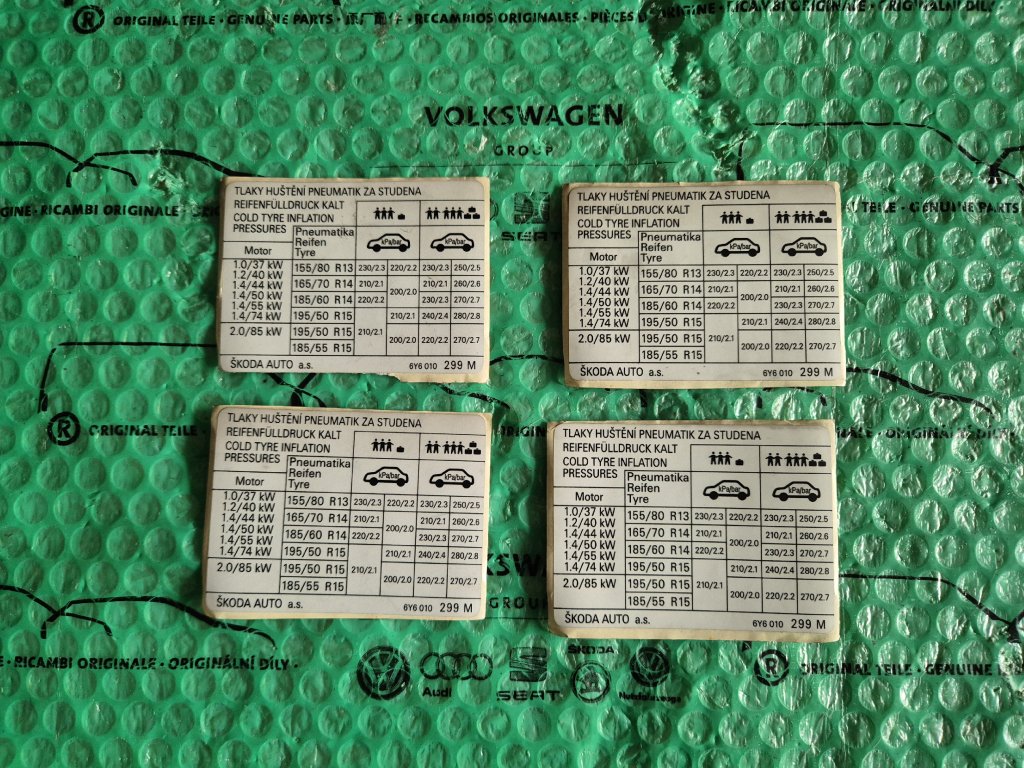 ORIGINAL TEILE · GENUINE PARTS · 原厂配件 · RECAMBIOS ORIGINALES · PIÈCES D'ORIGINE · RICAMBI ORIGINALE · ORIGINÁLNÍ DÍLY
VOLKSWAGEN
GROUP
GINE · RICAMBI ORIGINALE
SEAT
TEILE · GENUINE PARTS
TLAKY HUŠTĚNÍ PNEUMATIK ZA STUDENA
REIFENFÜLLDRUCK KALT
COLD TYRE INFLATION
PRESSURES
Motor
Pneumatika
Reifen
Tyre
kPa/bar kPa/bar
1.0/37 kW 155/80 R13 230/2.3 220/2.2 230/2.3 250/2.5
1.2/40 kW
1.4/44 kW 165/70 R14 210/2.1 200/2.0 210/2.1 260/2.6
1.4/50 kW
1.4/55 kW 185/60 R14 220/2.2 230/2.3 270/2.7
1.4/74 kW 195/50 R15 210/2.1 210/2.1 240/2.4 280/2.8
2.0/85 kW 195/50 R15 200/2.0 220/2.2 270/2.7
185/55 R15
ŠKODA AUTO a.s. 6Y6 010 299 M
TLAKY HUŠTĚNÍ PNEUMATIK ZA STUDENA
REIFENFÜLLDRUCK KALT
COLD TYRE INFLATION
PRESSURES
Motor
Pneumatika
Reifen
Tyre
kPa/bar kPa/bar
1.0/37 kW 155/80 R13 230/2.3 220/2.2 230/2.3 250/2.5
1.2/40 kW
1.4/44 kW 165/70 R14 210/2.1 200/2.0 210/2.1 260/2.6
1.4/50 kW
1.4/55 kW 185/60 R14 220/2.2 230/2.3 270/2.7
1.4/74 kW 195/50 R15 210/2.1 210/2.1 240/2.4 280/2.8
2.0/85 kW 195/50 R15 200/2.0 220/2.2 270/2.7
185/55 R15
ŠKODA AUTO a.s. 6Y6 010 299 M
® ORIGINAL TEILE
ORIGINALE · ORIGINÁLNÍ DÍLY
TLAKY HUŠTĚNÍ PNEUMATIK ZA STUDENA
REIFENFÜLLDRUCK KALT
COLD TYRE INFLATION
PRESSURES
Motor
Pneumatika
Reifen
Tyre
kPa/bar kPa/bar
1.0/37 kW 155/80 R13 230/2.3 220/2.2 230/2.3 250/2.5
1.2/40 kW
1.4/44 kW 165/70 R14 210/2.1 200/2.0 210/2.1 260/2.6
1.4/50 kW
1.4/55 kW 185/60 R14 220/2.2 230/2.3 270/2.7
1.4/74 kW 195/50 R15 210/2.1 210/2.1 240/2.4 280/2.8
2.0/85 kW 195/50 R15 200/2.0 220/2.2 270/2.7
185/55 R15
ŠKODA AUTO a.s. 6Y6 010 299 M
TLAKY HUŠTĚNÍ PNEUMATIK ZA STUDENA
REIFENFÜLLDRUCK KALT
COLD TYRE INFLATION
PRESSURES
Motor
Pneumatika
Reifen
Tyre
kPa/bar kPa/bar
1.0/37 kW 155/80 R13 230/2.3 220/2.2 230/2.3 250/2.5
1.2/40 kW
1.4/44 kW 165/70 R14 210/2.1 200/2.0 210/2.1 260/2.6
1.4/50 kW
1.4/55 kW 185/60 R14 220/2.2 230/2.3 270/2.7
1.4/74 kW 195/50 R15 210/2.1 210/2.1 240/2.4 280/2.8
2.0/85 kW 195/50 R15 200/2.0 220/2.2 270/2.7
185/55 R15
ŠKODA AUTO a.s. 6Y6 010 299 M
GROU
E · RICAMBI ORIGINALE · ORIGINÁLNÍ DÍLY ·
Audi
SEAT
ŠKODA
Nutzfahrzeuge
® ORIGINAL TEILE · GENUINE